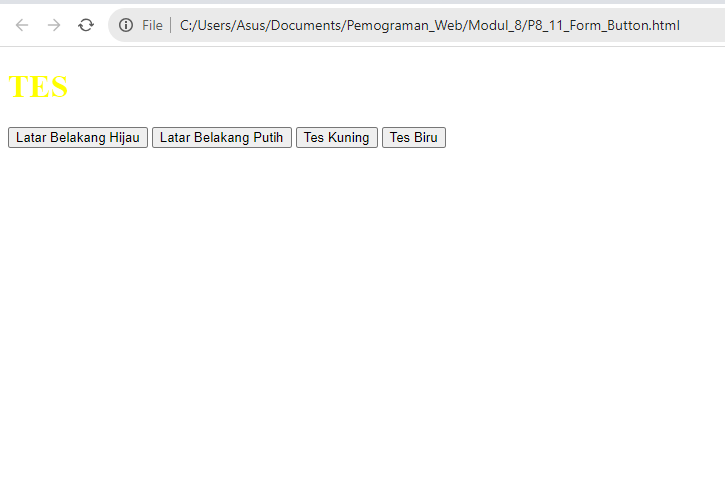 File C:/Users/Asus/Documents/Pemograman_Web/Modul_8/P8_11_Form_Button.html
TES
Latar Belakang Hijau Latar Belakang Putih Tes Kuning Tes Biru